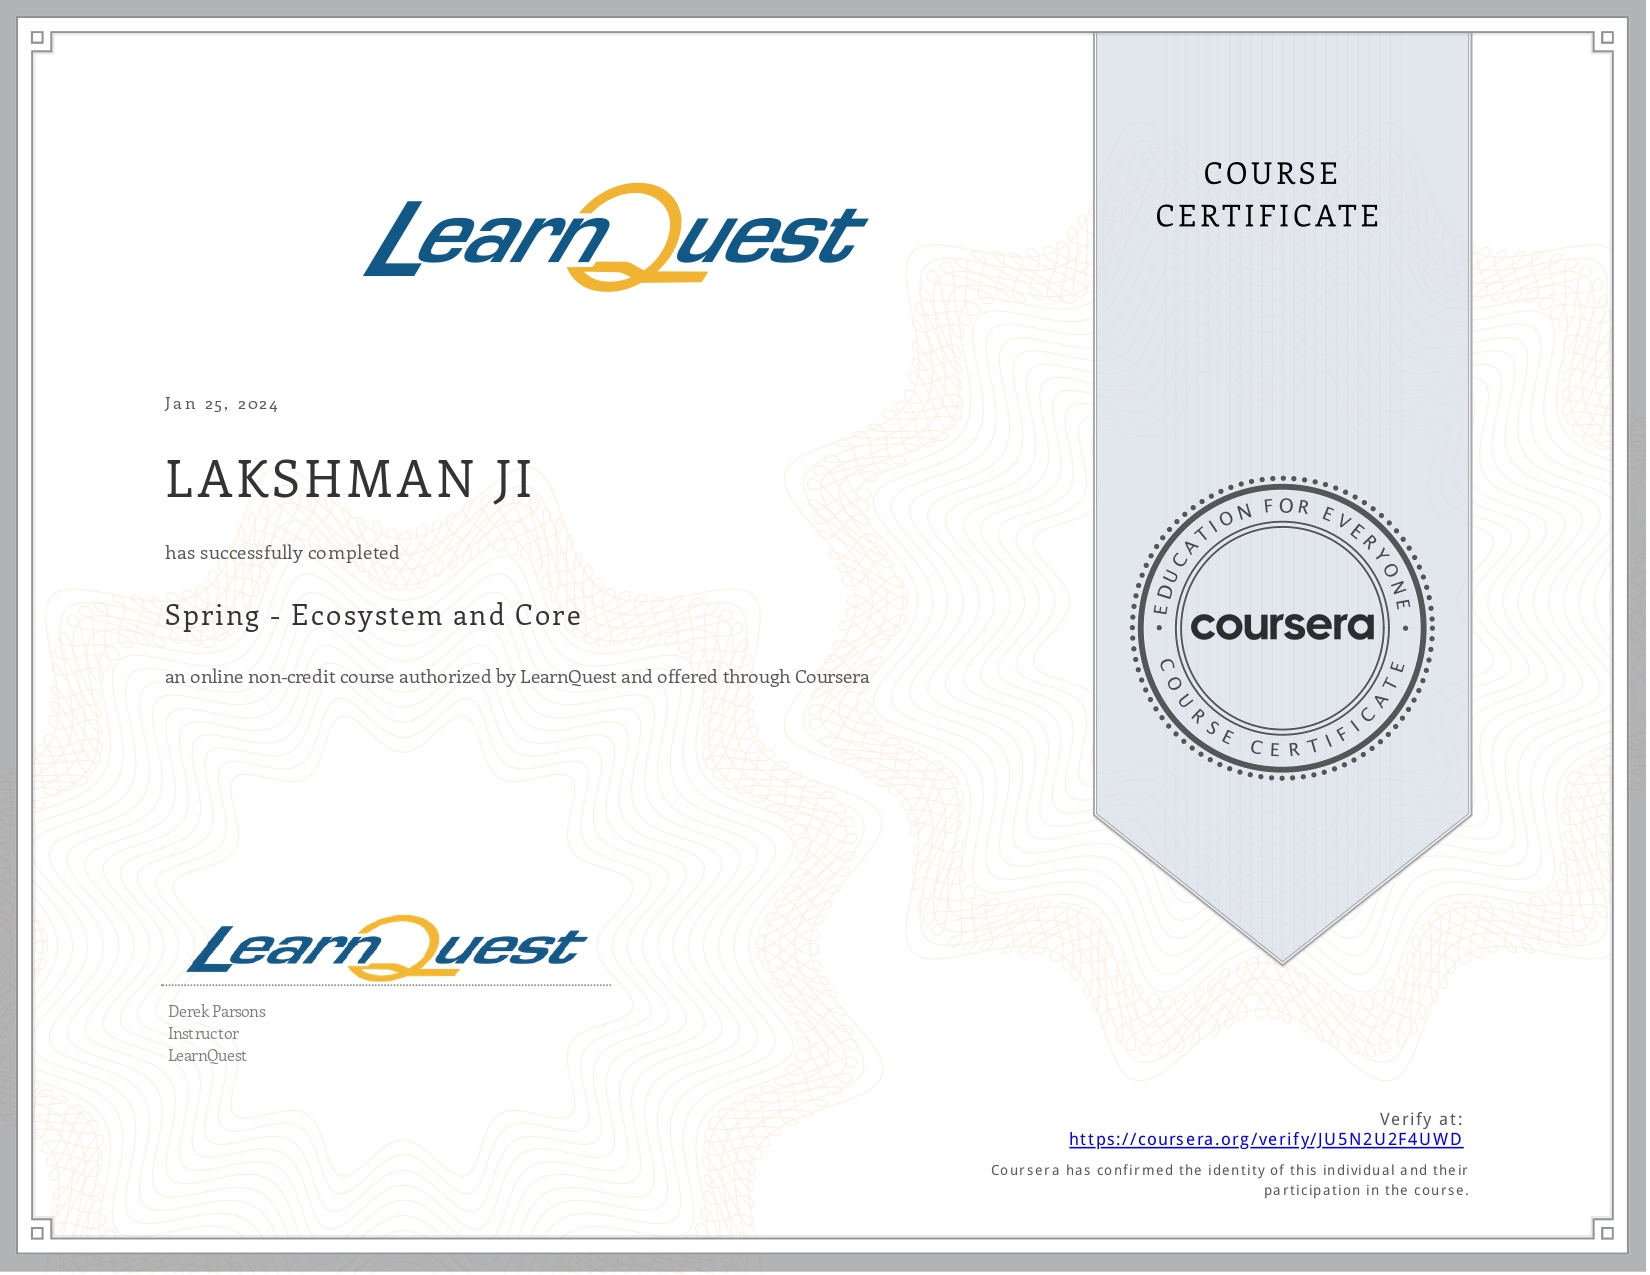 LearnQuest
COURSE
CERTIFICATE
Jan 25, 2024
LAKSHMAN JI
has successfully completed
Spring - Ecosystem and Core
an online non-credit course authorized by LearnQuest and offered through Coursera
EDUCATION FOR EVERYONE
coursera
COURSE CERTIFICATE
LearnQuest
Derek Parsons
Instructor
LearnQuest
Verify at:
https://coursera.org/verify/JU5N2U2F4UWD
Coursera has confirmed the identity of this individual and their
participation in the course.